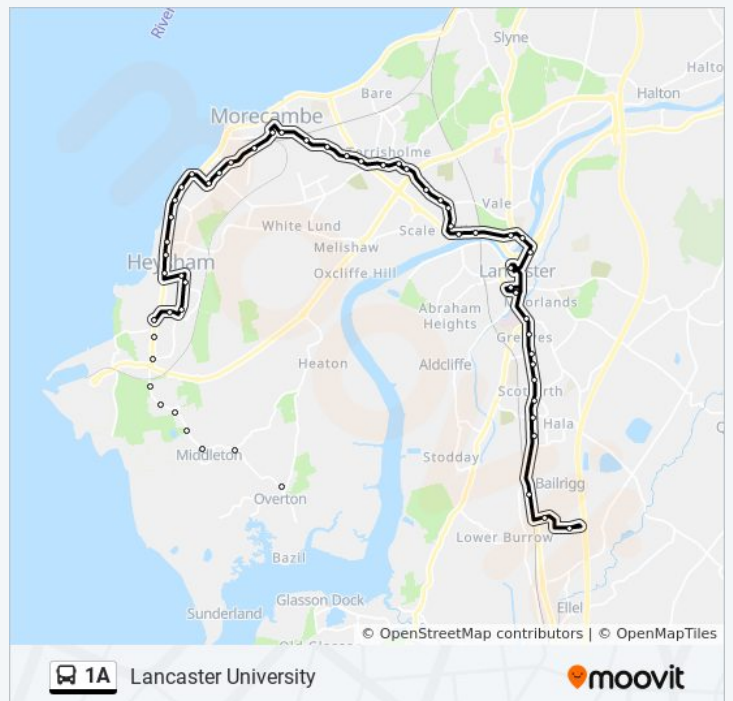 River
Slyne
Halto
Bare
Halton
Morecambe
Torrisholme
Vale
White Lund
Scale
Melishaw
Heysham
Oxcliffe Hill
Lancaster
Moorlands
Abraham
Heights
Greaves
Heaton
Aldcliffe
Scotforth
Hala
Stodday
Middleton
Bailrigg
Overton
Lower Burrow
Bazil
Glasson Dock
Sunderland
Ellel
© OpenStreetMap contributors | © OpenMapTiles
1A Lancaster University
moovit